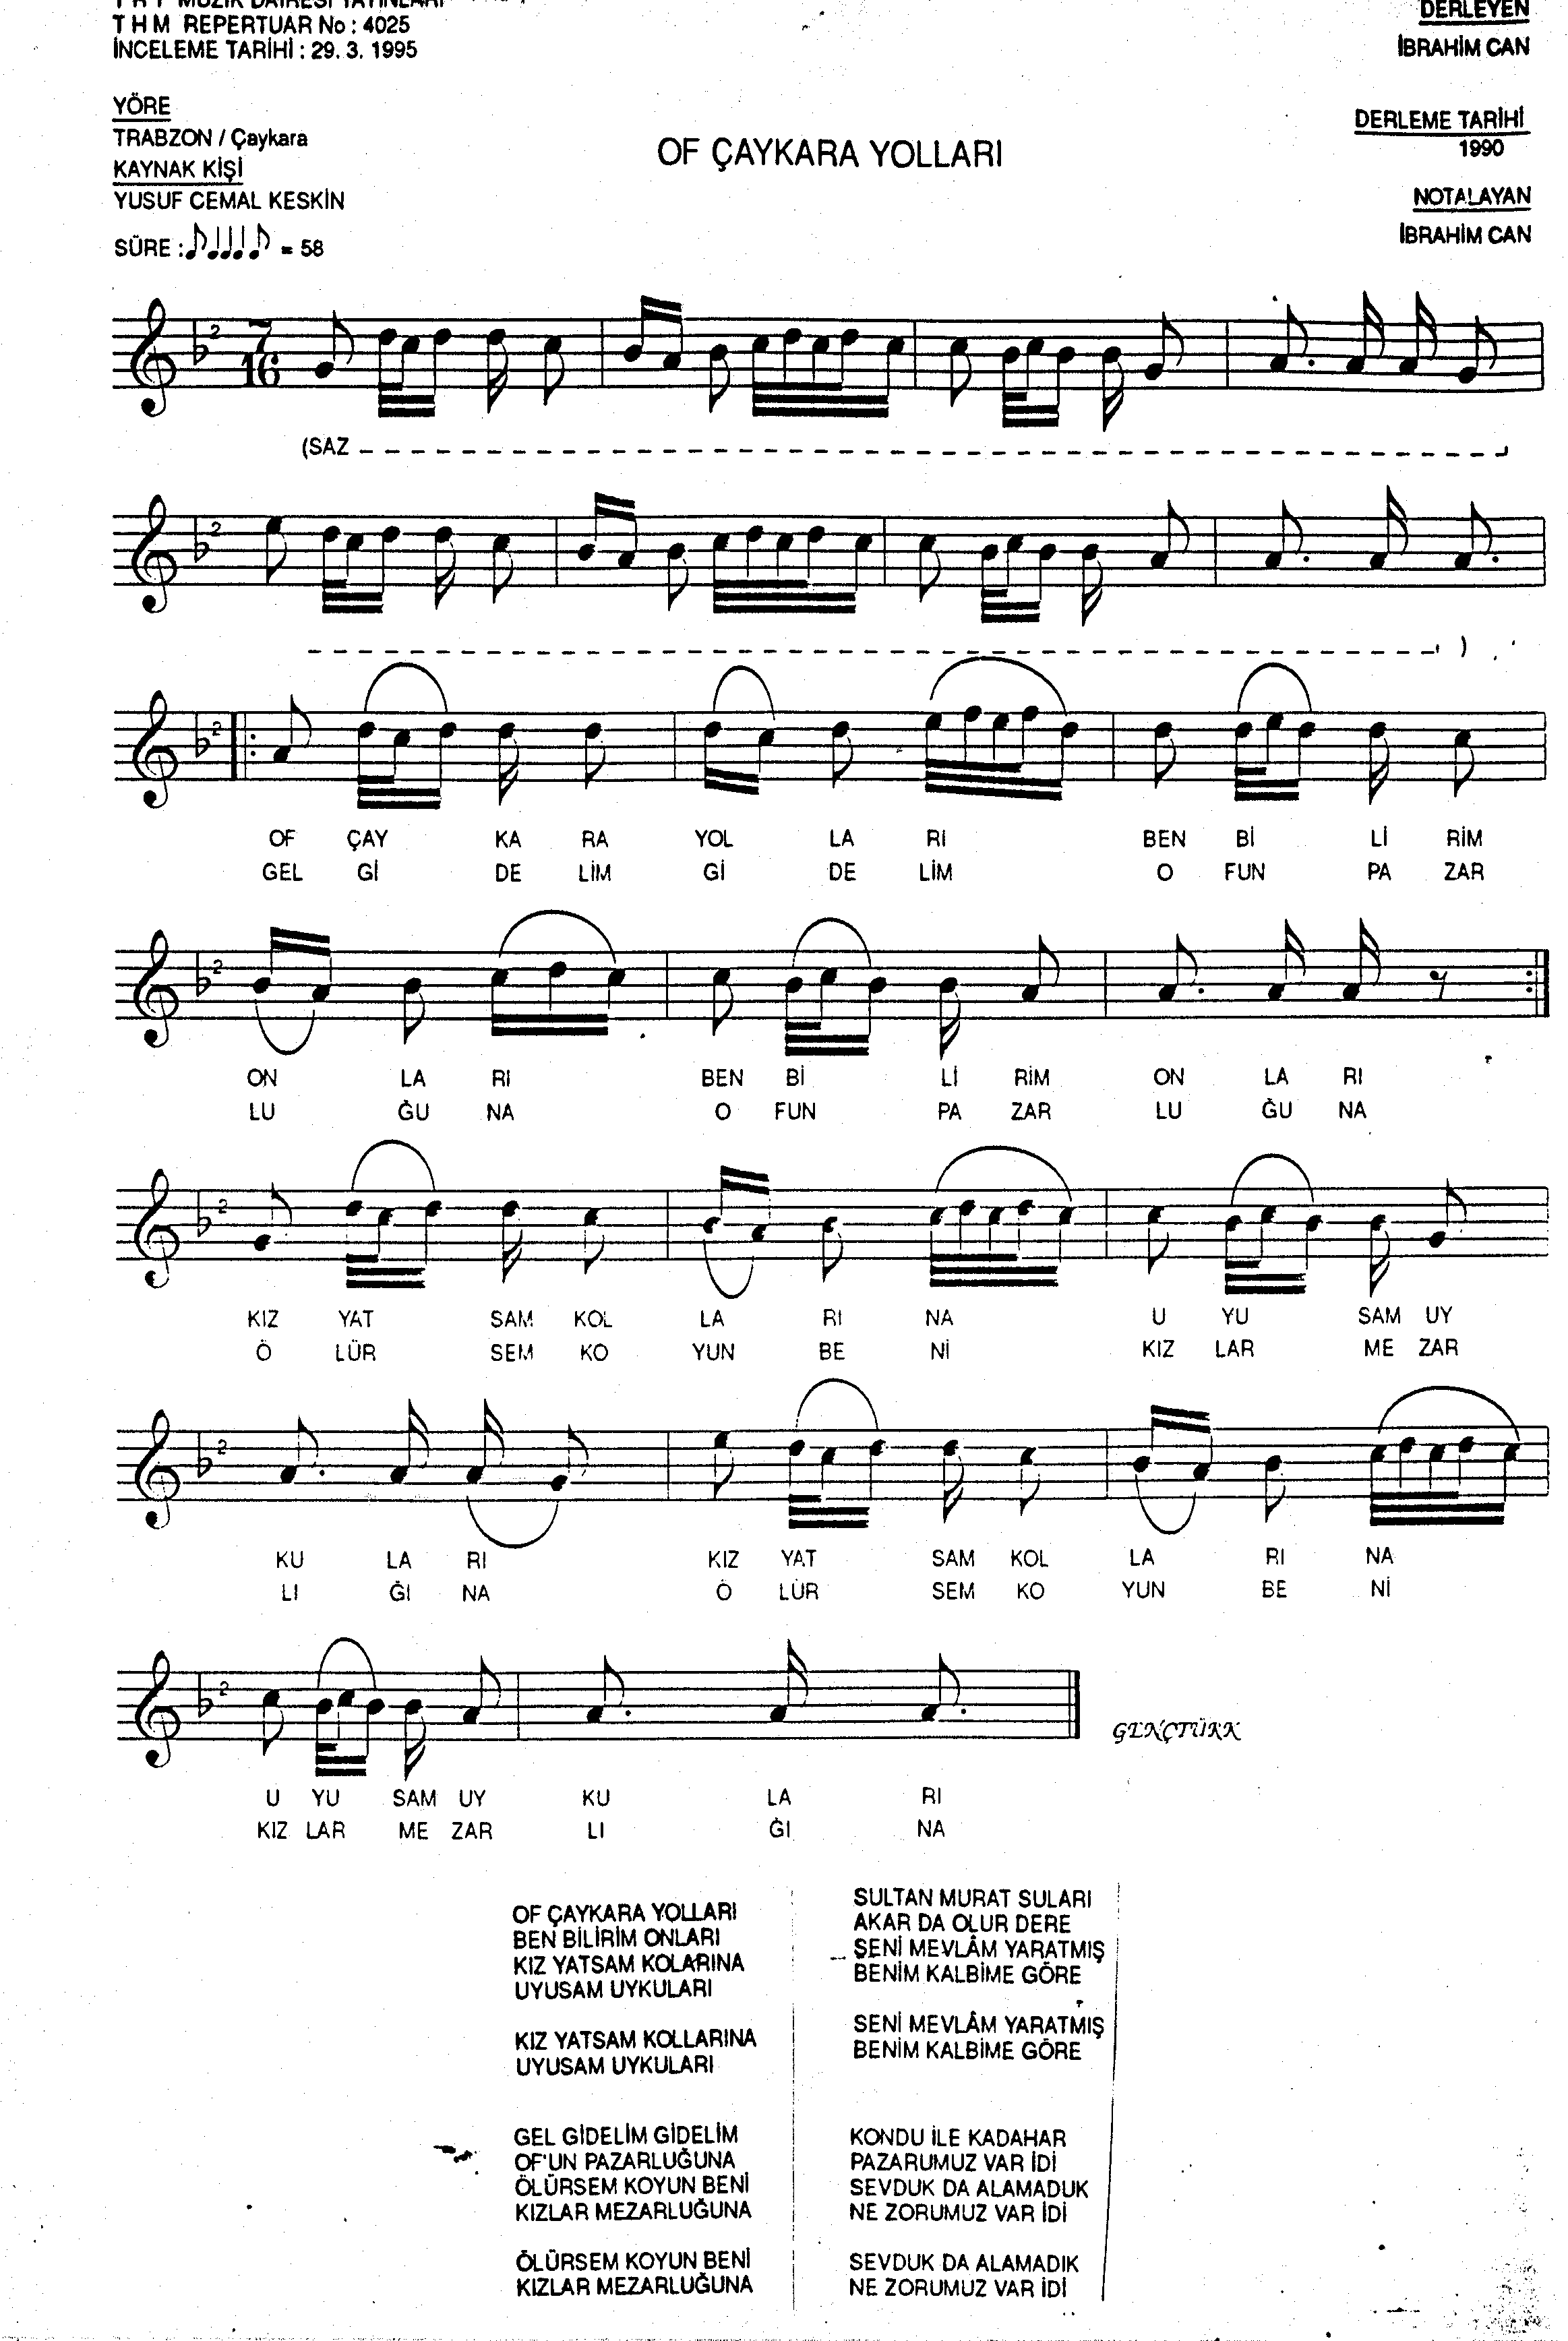 T R T MÜZİK DAİRESİ YAYINLARI
T H M REPERTUAR No : 4025
İNCELEME TARİHİ : 29. 3. 1995
DERLEYEN
İBRAHİM CAN
YÖRE
TRABZON / Çaykara
KAYNAK KİŞİ
YUSUF CEMAL KESKİN
SÜRE : = 58
OF ÇAYKARA YOLLARI
DERLEME TARİHİ
1990
NOTALAYAN
İBRAHİM CAN
2 7 16
(SAZ
2
)
2
OF ÇAY KA RA YOL LA RI BEN Bİ Lİ RİM
GEL Gİ DE LİM Gİ DE LİM O FUN PA ZAR
2
ON LA RI BEN Bİ Lİ RİM ON LA RI
LU ĞU NA O FUN PA ZAR LU ĞU NA
2
KIZ YAT SAM KOL LA RI NA U YU SAM UY
Ö LÜR SEM KO YUN BE Nİ KIZ LAR ME ZAR
2
KU LA RI KIZ YAT SAM KOL LA RI NA
LI ĞI NA Ö LÜR SEM KO YUN BE Nİ
2
GENÇTÜRK
U YU SAM UY KU LA RI
KIZ LAR ME ZAR LI ĞI NA
OF ÇAYKARA YOLLARI
BEN BİLİRİM ONLARI
KIZ YATSAM KOLARINA
UYUSAM UYKULARI
KIZ YATSAM KOLLARINA
UYUSAM UYKULARI
GEL GİDELİM GİDELİM
OF'UN PAZARLUĞUNA
ÖLÜRSEM KOYUN BENİ
KIZLAR MEZARLUĞUNA
ÖLÜRSEM KOYUN BENİ
KIZLAR MEZARLUĞUNA
SULTAN MURAT SULARI
AKAR DA OLUR DERE
SENİ MEVLÂM YARATMIŞ
BENİM KALBİME GÖRE
SENİ MEVLÂM YARATMIŞ
BENİM KALBİME GÖRE
KONDU İLE KADAHAR
PAZARUMUZ VAR İDİ
SEVDUK DA ALAMADUK
NE ZORUMUZ VAR İDİ
SEVDUK DA ALAMADIK
NE ZORUMUZ VAR İDİ